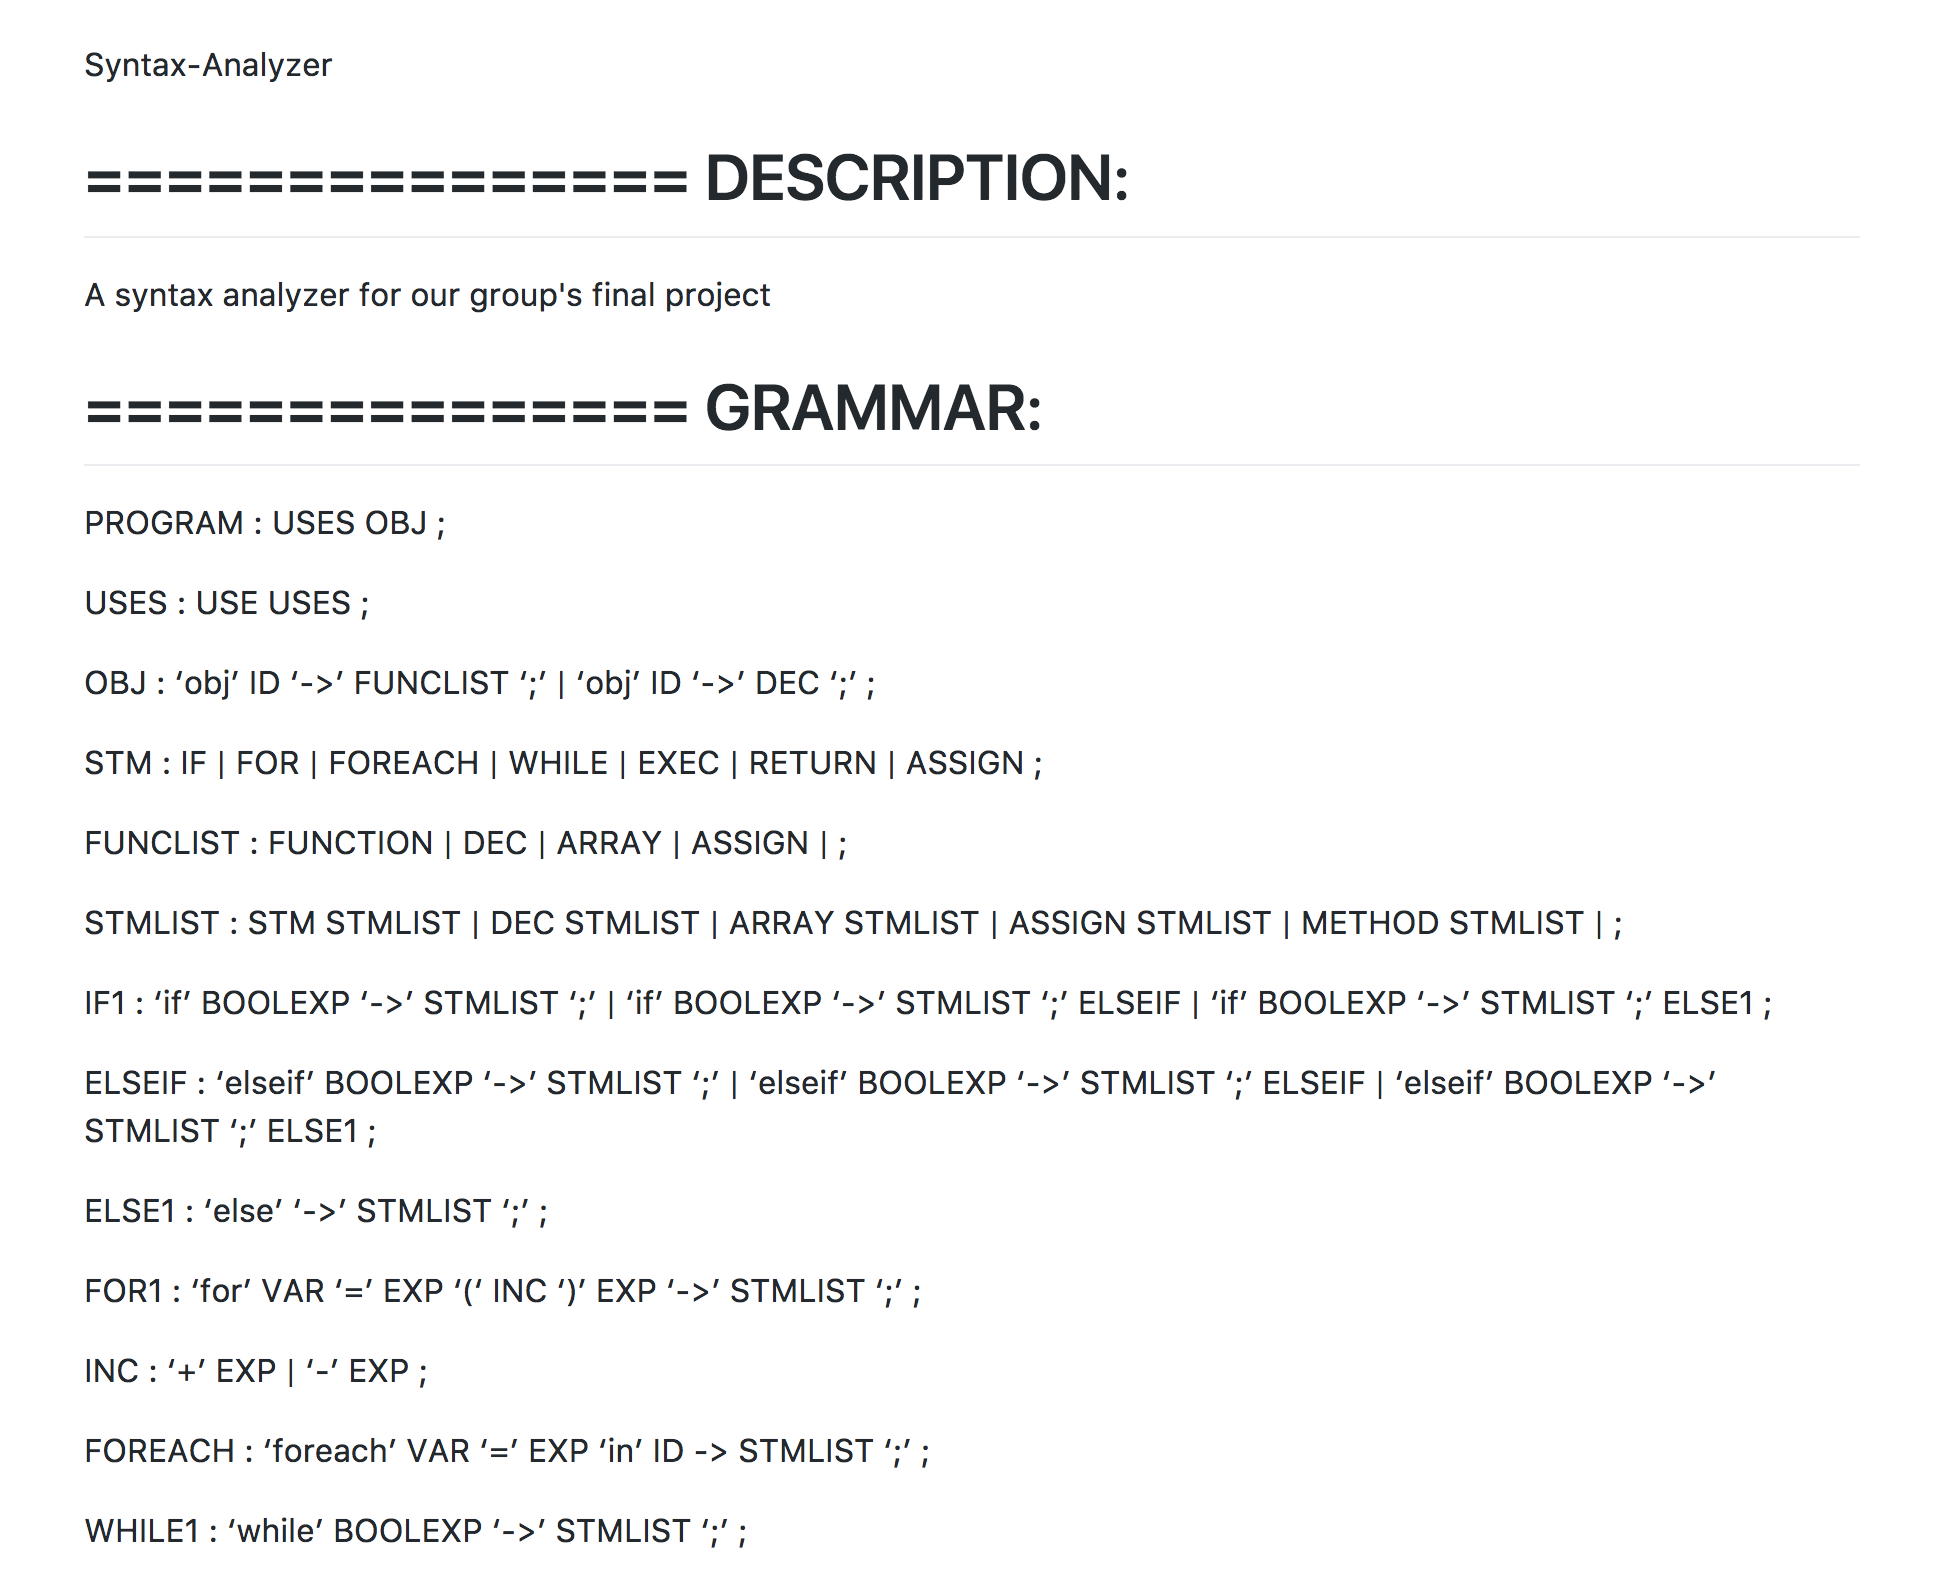 Syntax-Analyzer
=============== DESCRIPTION:
A syntax analyzer for our group's final project
=============== GRAMMAR:
PROGRAM : USES OBJ ;
USES : USE USES ;
OBJ : ‘obj’ ID ‘->’ FUNCLIST ‘;’ | ‘obj’ ID ‘->’ DEC ‘;’ ;
STM : IF | FOR | FOREACH | WHILE | EXEC | RETURN | ASSIGN ;
FUNCLIST : FUNCTION | DEC | ARRAY | ASSIGN | ;
STMLIST : STM STMLIST | DEC STMLIST | ARRAY STMLIST | ASSIGN STMLIST | METHOD STMLIST | ;
IF1 : ‘if’ BOOLEXP ‘->’ STMLIST ‘;’ | ‘if’ BOOLEXP ‘->’ STMLIST ‘;’ ELSEIF | ‘if’ BOOLEXP ‘->’ STMLIST ‘;’ ELSE1 ;
ELSEIF : ‘elseif’ BOOLEXP ‘->’ STMLIST ‘;’ | ‘elseif’ BOOLEXP ‘->’ STMLIST ‘;’ ELSEIF | ‘elseif’ BOOLEXP ‘->’
STMLIST ‘;’ ELSE1 ;
ELSE1 : ‘else’ ‘->’ STMLIST ‘;’ ;
FOR1 : ‘for’ VAR ‘=’ EXP ‘(‘ INC ‘)’ EXP ‘->’ STMLIST ‘;’ ;
INC : ‘+’ EXP | ‘-’ EXP ;
FOREACH : ‘foreach’ VAR ‘=’ EXP ‘in’ ID -> STMLIST ‘;’ ;
WHILE1 : ‘while’ BOOLEXP ‘->’ STMLIST ‘;’ ;